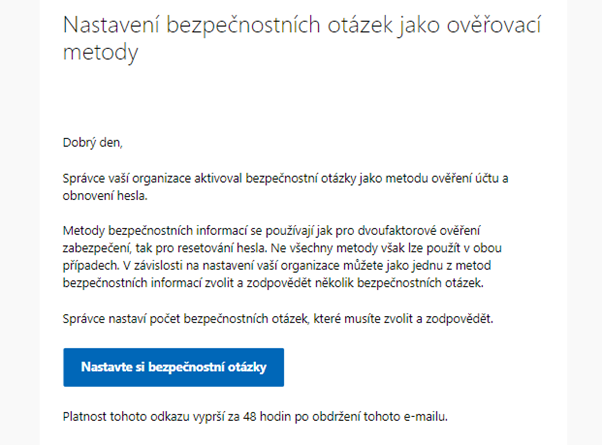 Nastavení bezpečnostních otázek jako ověřovací
metody
Dobrý den,
Správce vaší organizace aktivoval bezpečnostní otázky jako metodu ověření účtu a
obnovení hesla.
Metody bezpečnostních informací se používají jak pro dvoufaktorové ověření
zabezpečení, tak pro resetování hesla. Ne všechny metody však lze použít v obou
případech. V závislosti na nastavení vaší organizace můžete jako jednu z metod
bezpečnostních informací zvolit a zodpovědět několik bezpečnostních otázek.
Správce nastaví počet bezpečnostních otázek, které musíte zvolit a zodpovědět.
Nastavte si bezpečnostní otázky
Platnost tohoto odkazu vyprší za 48 hodin po obdržení tohoto e-mailu.